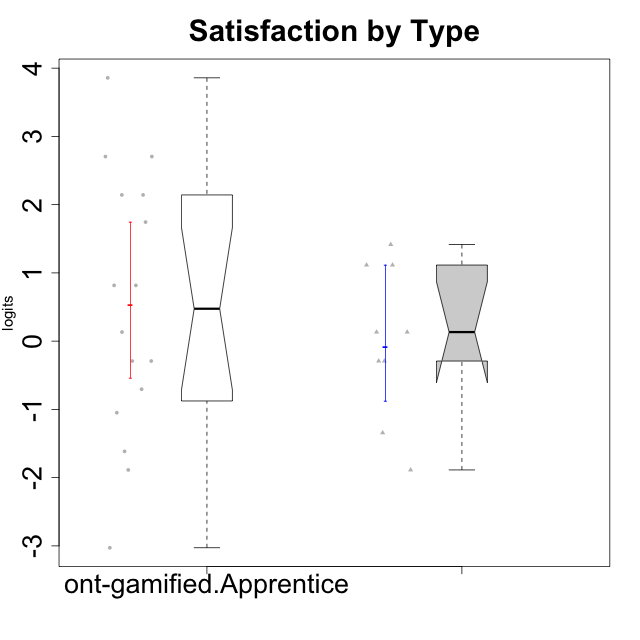 Satisfaction by Type
4
3
2
1
0
-1
-2
-3
logits
ont-gamified.Apprentice